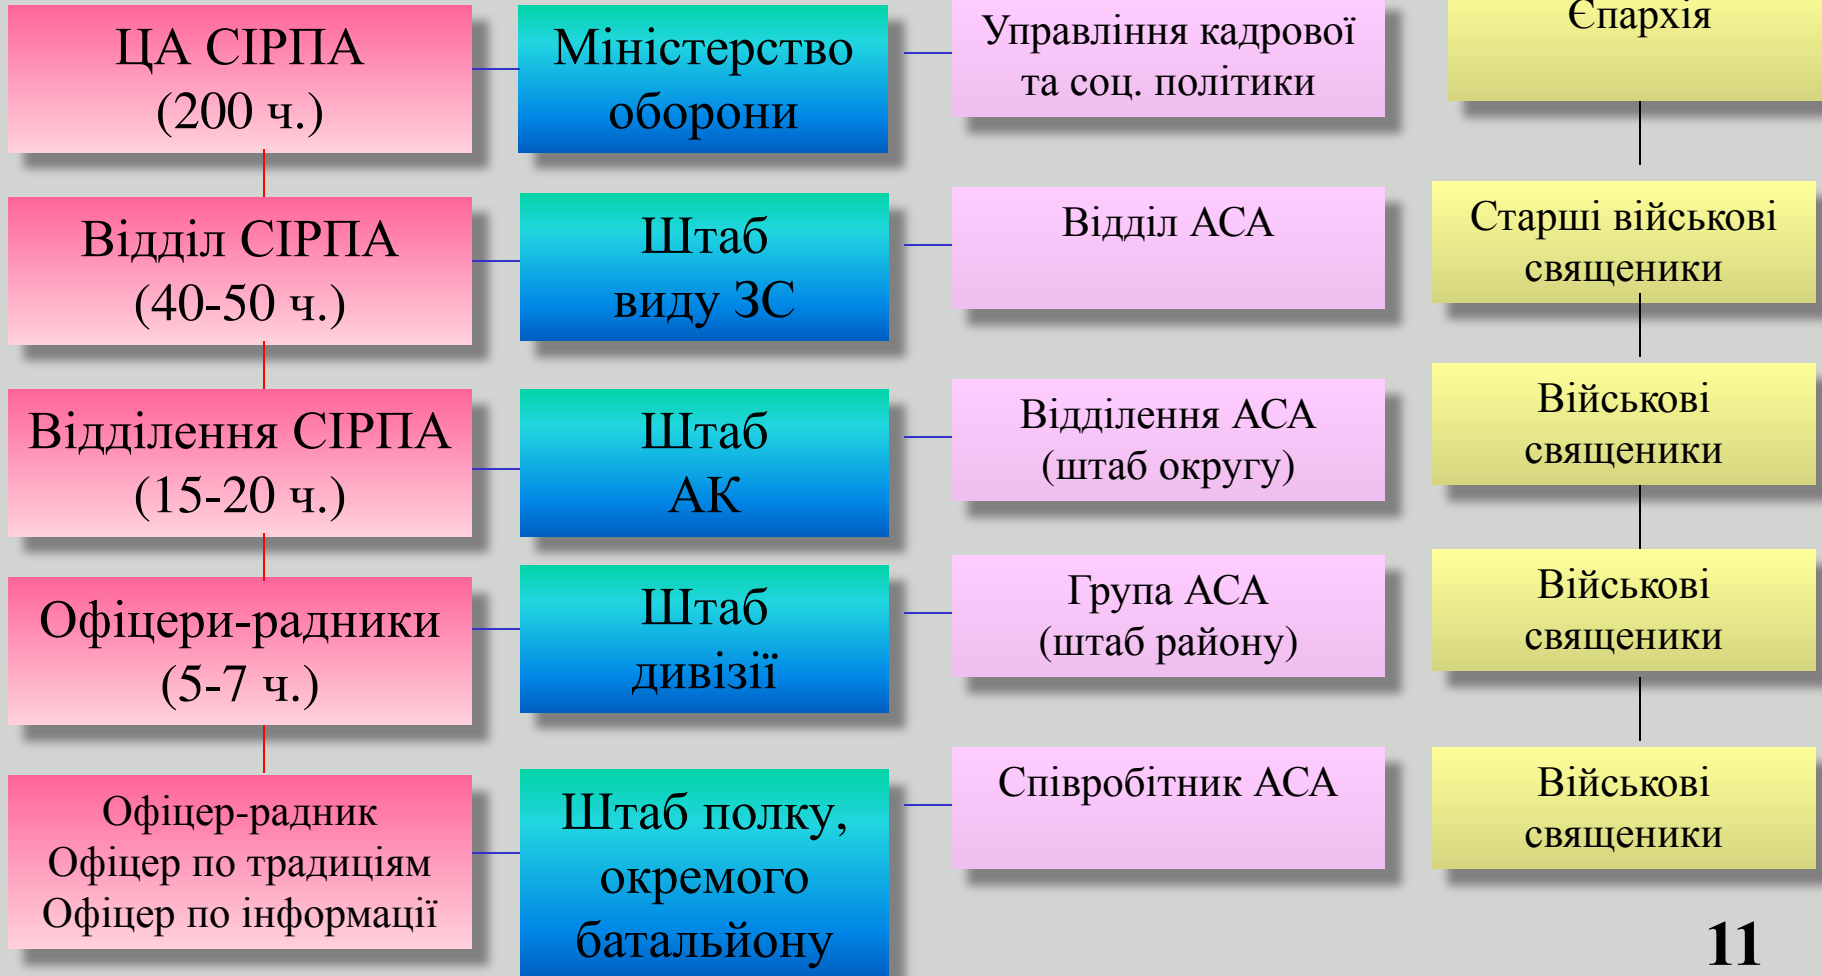 ЦА СІРПА
(200 ч.)
Міністерство
оборони
Управління кадрової
та соц. політики
Єпархія
Відділ СІРПА
(40-50 ч.)
Штаб
виду ЗС
Відділ АСА
Старші військові
священики
Відділення СІРПА
(15-20 ч.)
Штаб
АК
Відділення АСА
(штаб округу)
Військові
священики
Офіцери-радники
(5-7 ч.)
Штаб
дивізії
Група АСА
(штаб району)
Військові
священики
Офіцер-радник
Офіцер по традиціям
Офіцер по інформації
Штаб полку,
окремого
батальйону
Співробітник АСА
Військові
священики
11